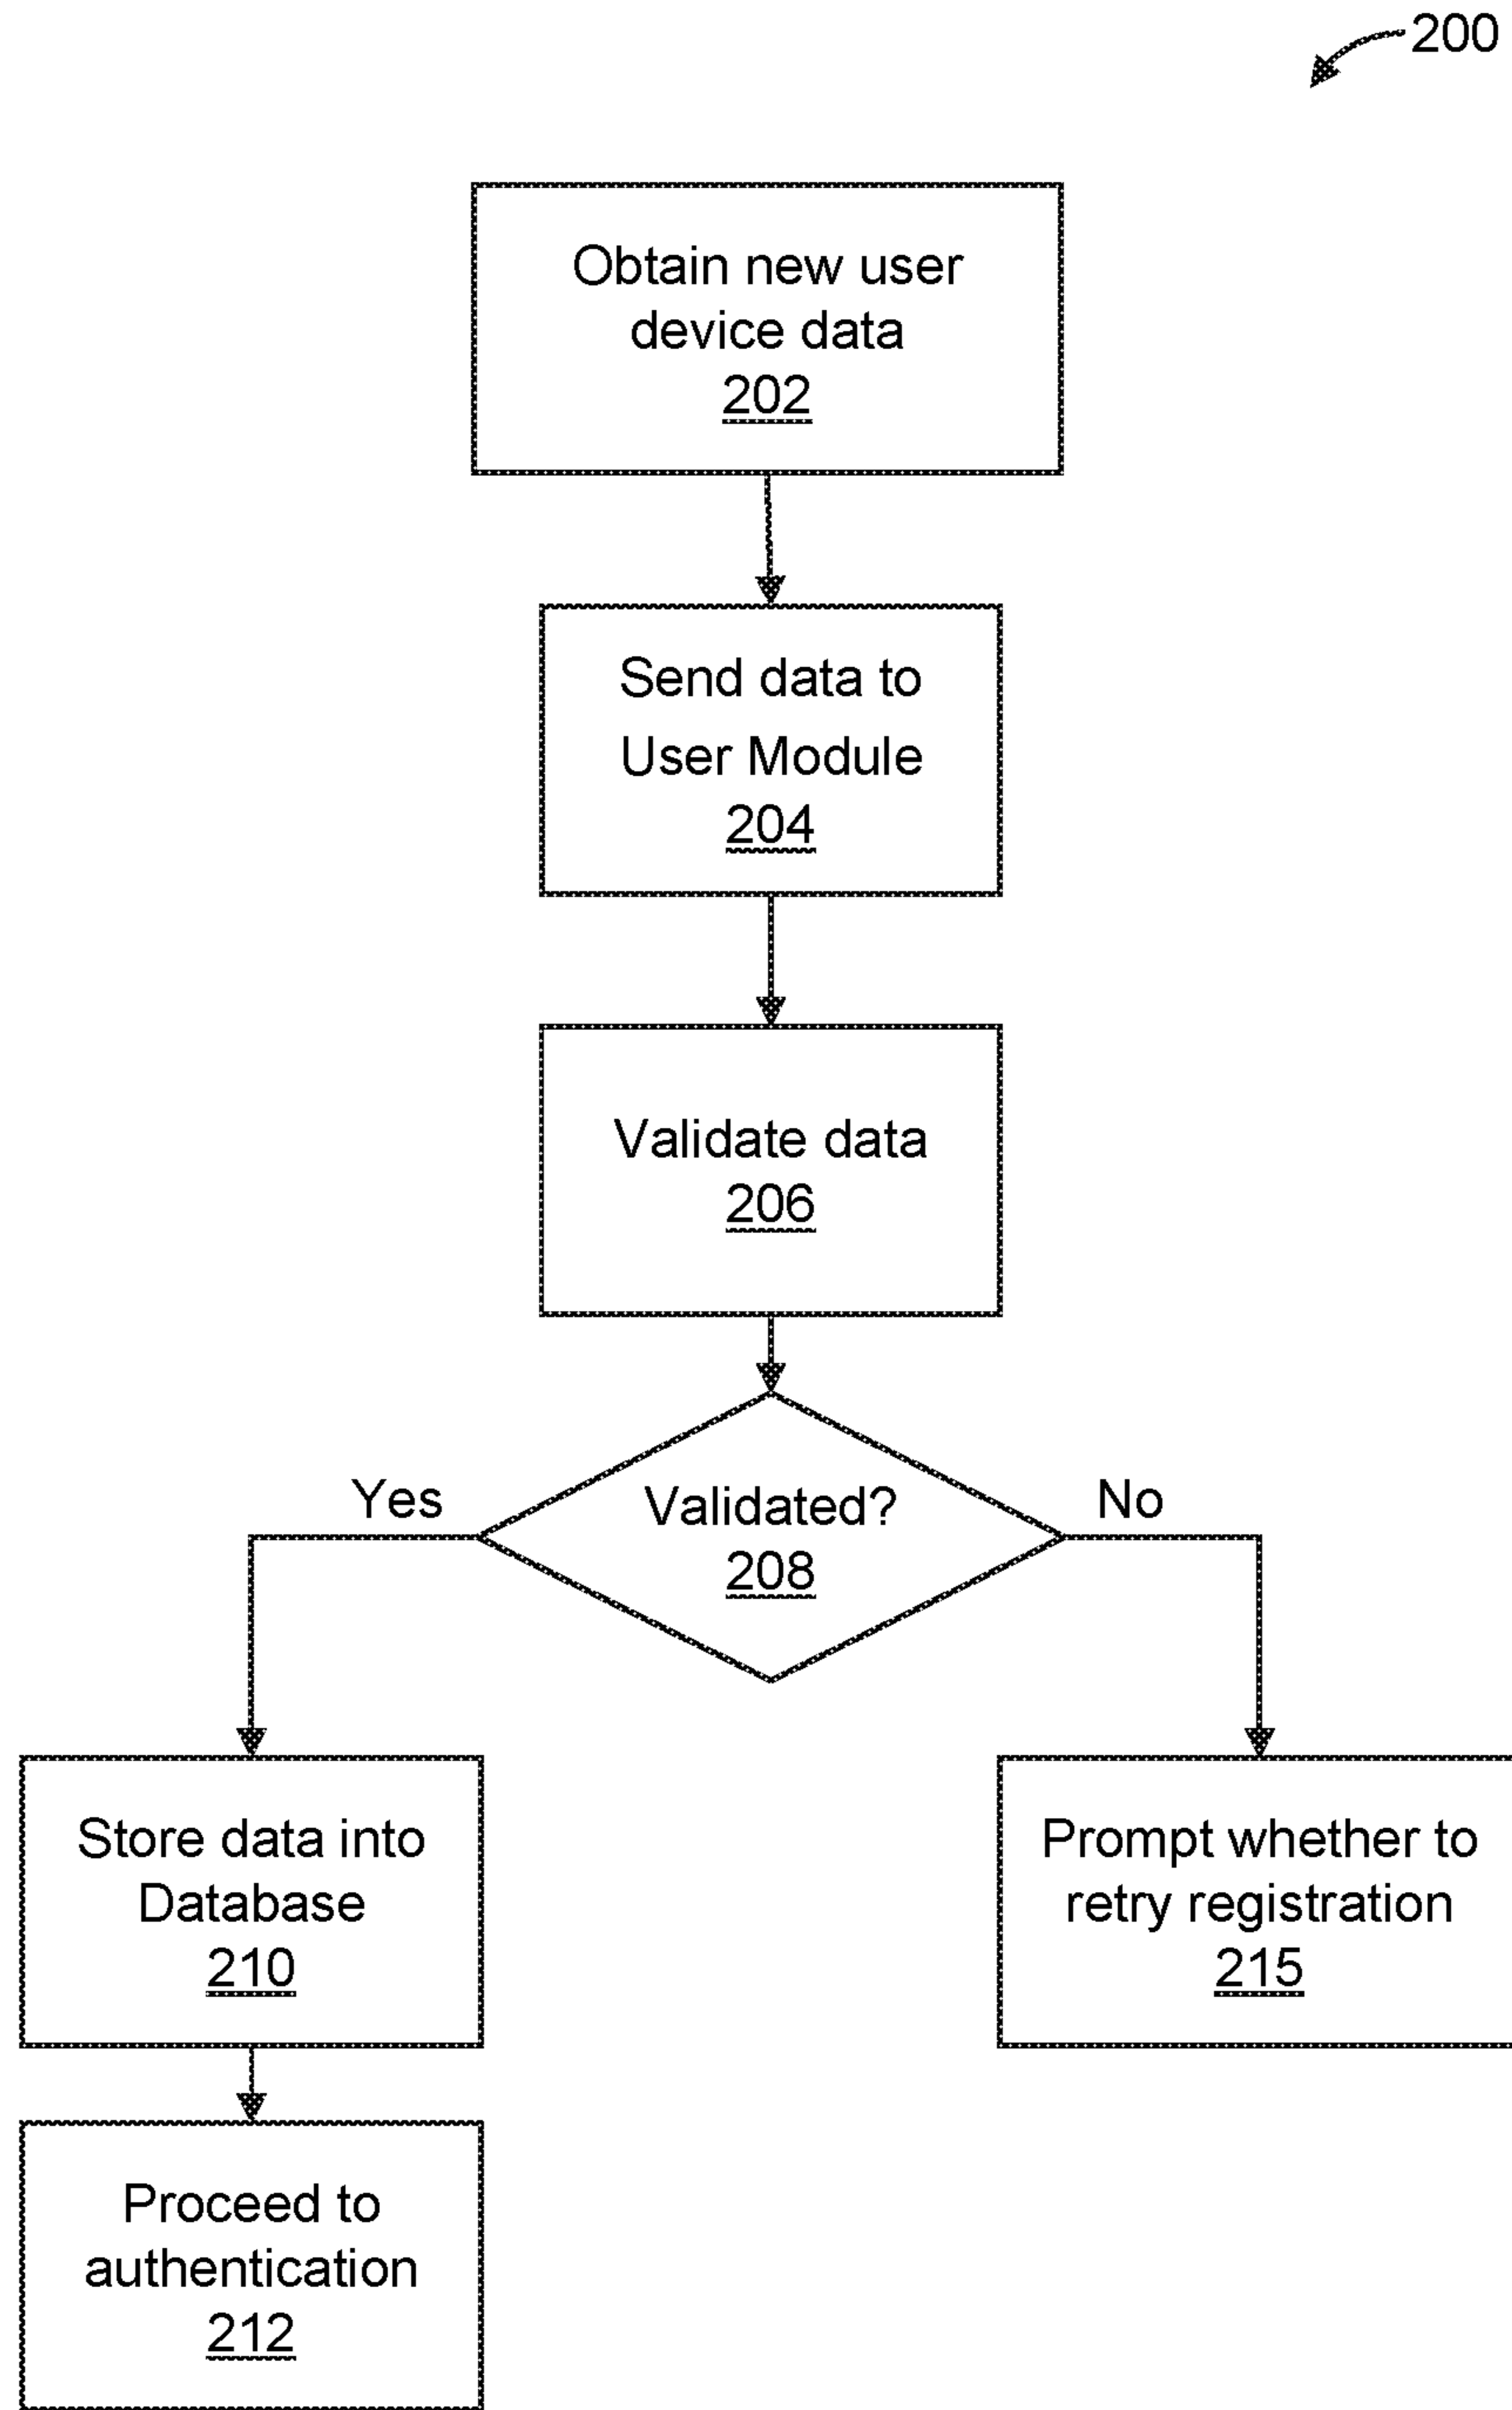 200
Obtain new user
device data
202
Send data to
User Module
204
Validate data
206
Yes
Validated?
208
No
Store data into
Database
210
Prompt whether to
retry registration
215
Proceed to
authentication
212